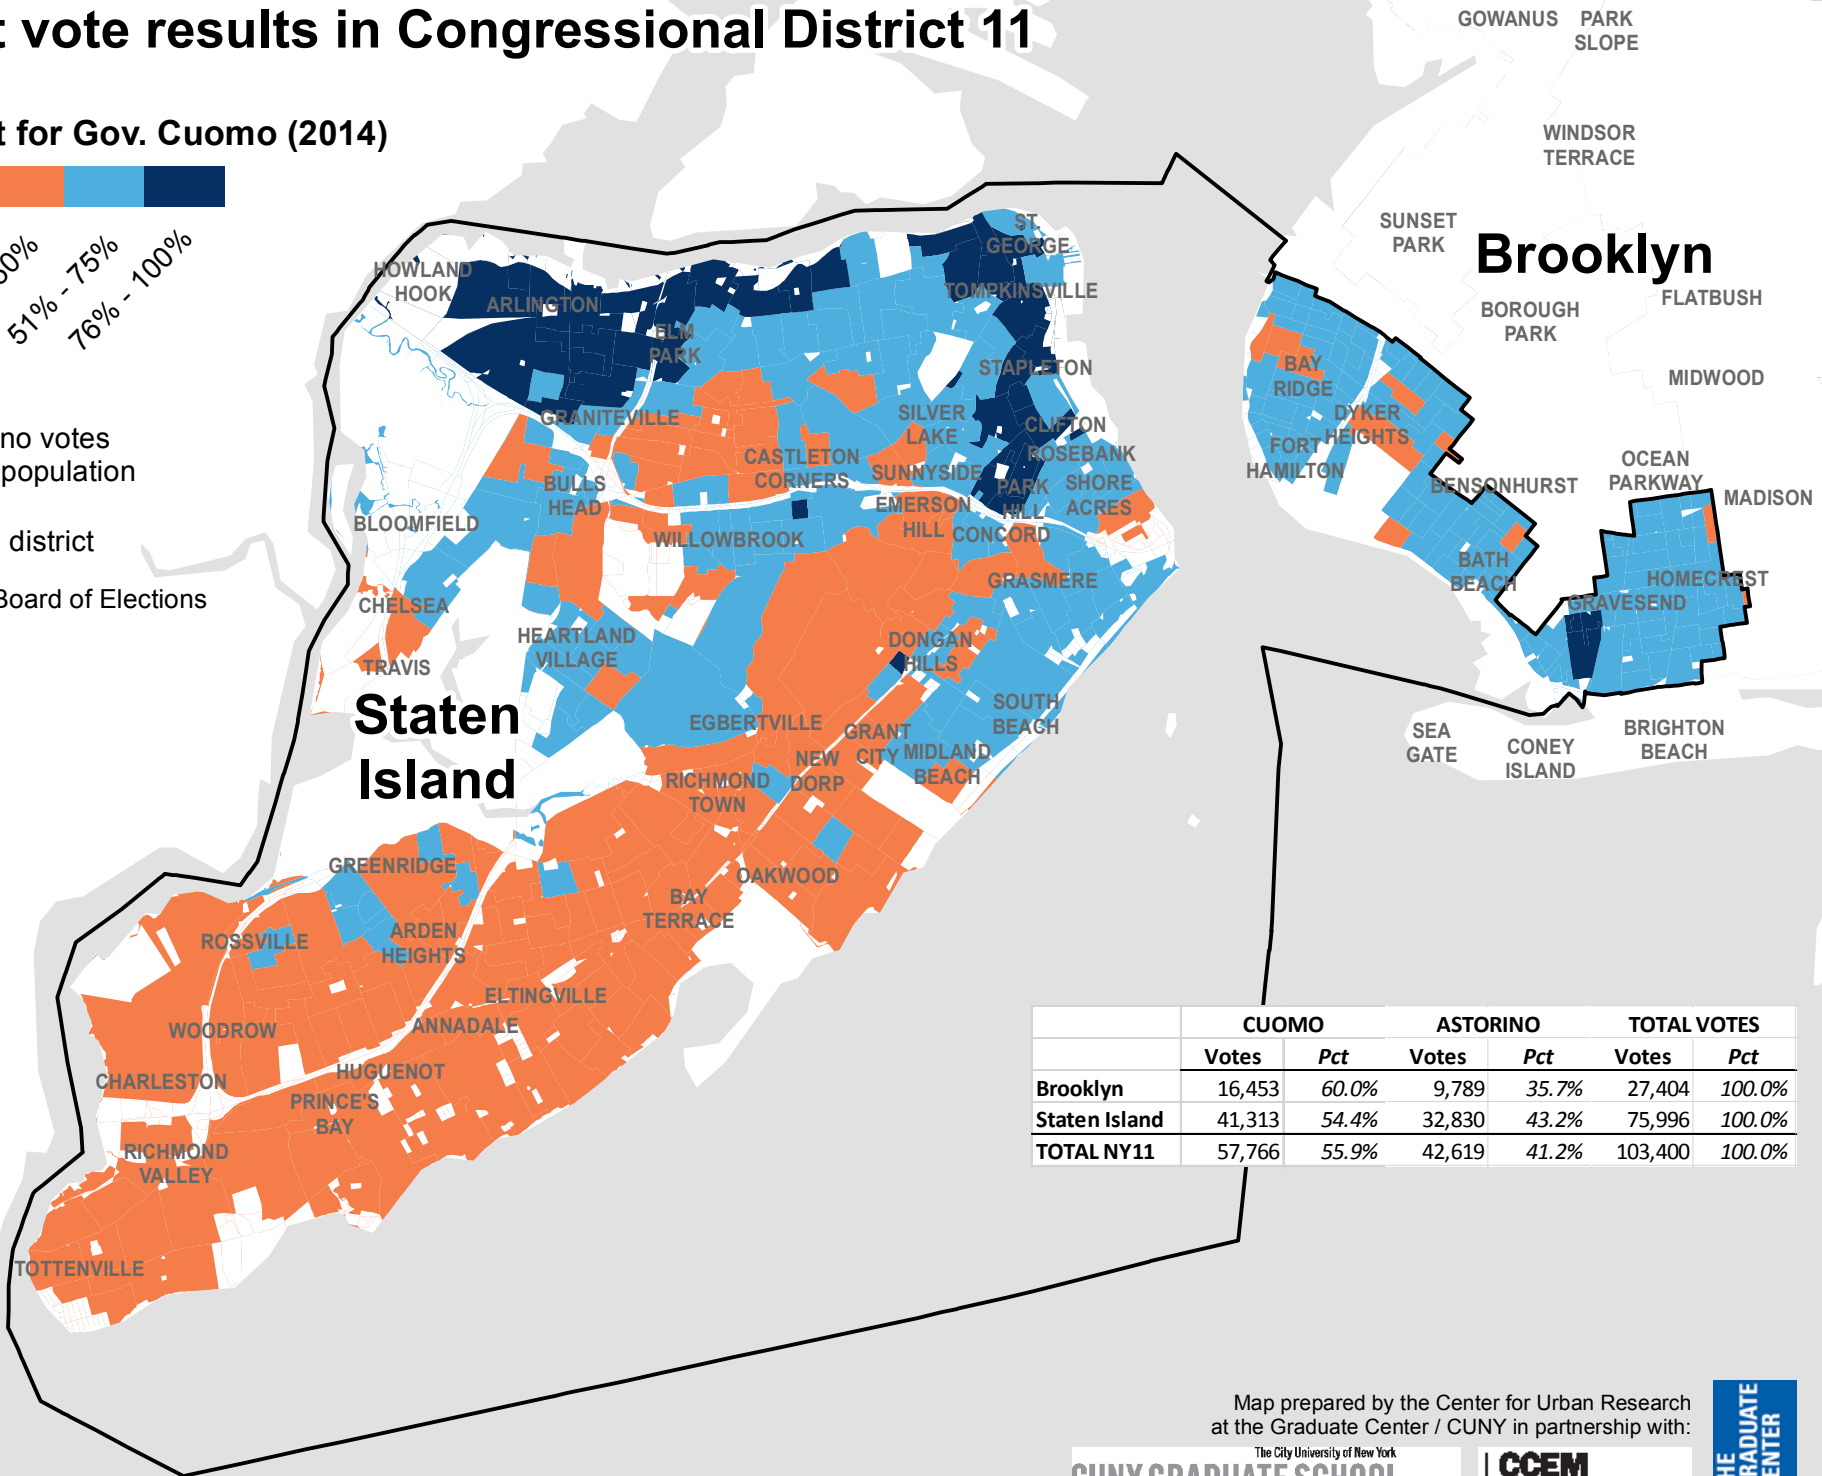 t vote results in Congressional District 11
t for Gov. Cuomo (2014)
51% - 75%
76% - 100%
no votes
population
district
Board of Elections
GOWANUS
PARK
SLOPE
WINDSOR
TERRACE
SUNSET
PARK
Brooklyn
BOROUGH
PARK
FLATBUSH
MIDWOOD
OCEAN
PARKWAY
MADISON
BAY
RIDGE
DYKER
HEIGHTS
FORT
HAMILTON
BENSONHURST
BATH
BEACH
HOMECREST
GRAVESEND
SEA
GATE
CONEY
ISLAND
BRIGHTON
BEACH
HOWLAND
HOOK
ARLINGTON
ELM
PARK
ST.
GEORGE
TOMPKINSVILLE
STAPLETON
GRANITEVILLE
SILVER
LAKE
CLIFTON
ROSEBANK
CASTLETON
CORNERS
SUNNYSIDE
BULLS
HEAD
PARK
HILL
SHORE
ACRES
EMERSON
HILL
CONCORD
BLOOMFIELD
WILLOWBROOK
GRASMERE
CHELSEA
HEARTLAND
VILLAGE
DONGAN
HILLS
TRAVIS
Staten
Island
EGBERTVILLE
GRANT
CITY
SOUTH
BEACH
NEW
DORP
MIDLAND
BEACH
RICHMOND
TOWN
GREENRIDGE
OAKWOOD
BAY
TERRACE
ROSSVILLE
ARDEN
HEIGHTS
ELTINGVILLE
WOODROW
ANNADALE
HUGUENOT
CHARLESTON
PRINCE'S
BAY
RICHMOND
VALLEY
TOTTENVILLE
CUOMO ASTORINO TOTAL VOTES
Votes Pct Votes Pct Votes Pct
Brooklyn 16,453 60.0% 9,789 35.7% 27,404 100.0%
Staten Island 41,313 54.4% 32,830 43.2% 75,996 100.0%
TOTAL NY11 57,766 55.9% 42,619 41.2% 103,400 100.0%
Map prepared by the Center for Urban Research
at the Graduate Center / CUNY in partnership with:
The City University of New York
CUNY GRADUATE SCHOOL
CCEM